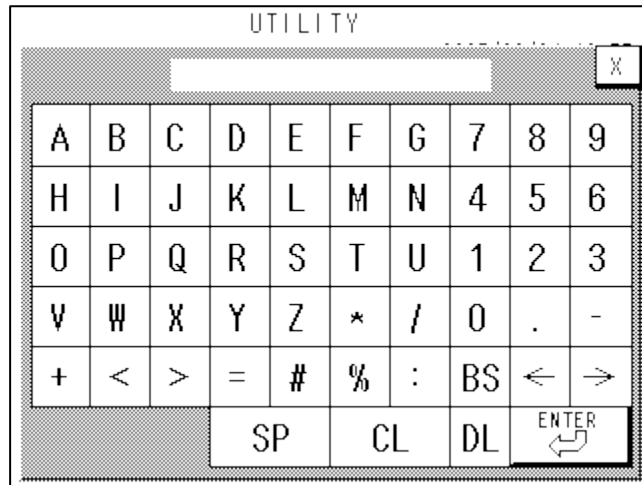 UTILITY
X
A B C D E F G 7 8 9
H I J K L M N 4 5 6
O P Q R S T U 1 2 3
V W X Y Z * / 0 . -
+ < > = # % : BS ← →
SP CL DL ENTER